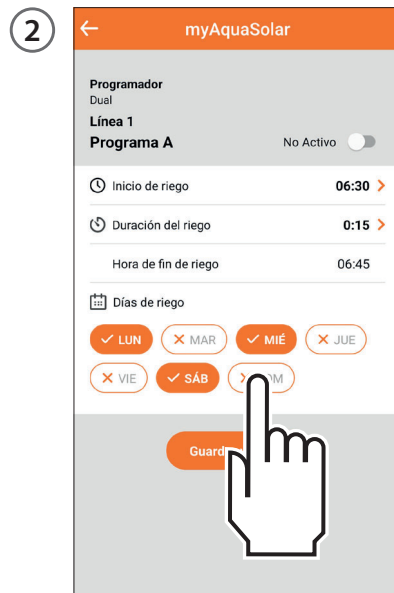 2
myAquaSolar
Programador
Dual
Línea 1
Programa A No Activo
Inicio de riego 06:30
Duración del riego 0:15
Hora de fin de riego 06:45
Días de riego
LUN MAR MIÉ JUE
VIE SÁB